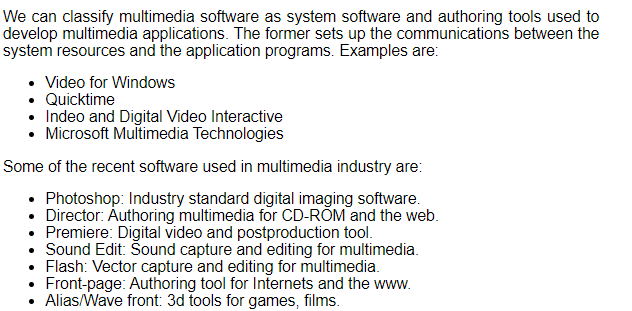 We can classify multimedia software as system software and authoring tools used to
develop multimedia applications. The former sets up the communications between the
system resources and the application programs. Examples are:
• Video for Windows
• Quicktime
• Indeo and Digital Video Interactive
• Microsoft Multimedia Technologies
Some of the recent software used in multimedia industry are:
• Photoshop: Industry standard digital imaging software.
• Director: Authoring multimedia for CD-ROM and the web.
• Premiere: Digital video and postproduction tool.
• Sound Edit: Sound capture and editing for multimedia.
• Flash: Vector capture and editing for multimedia.
• Front-page: Authoring tool for Internets and the www.
• Alias/Wave front: 3d tools for games, films.